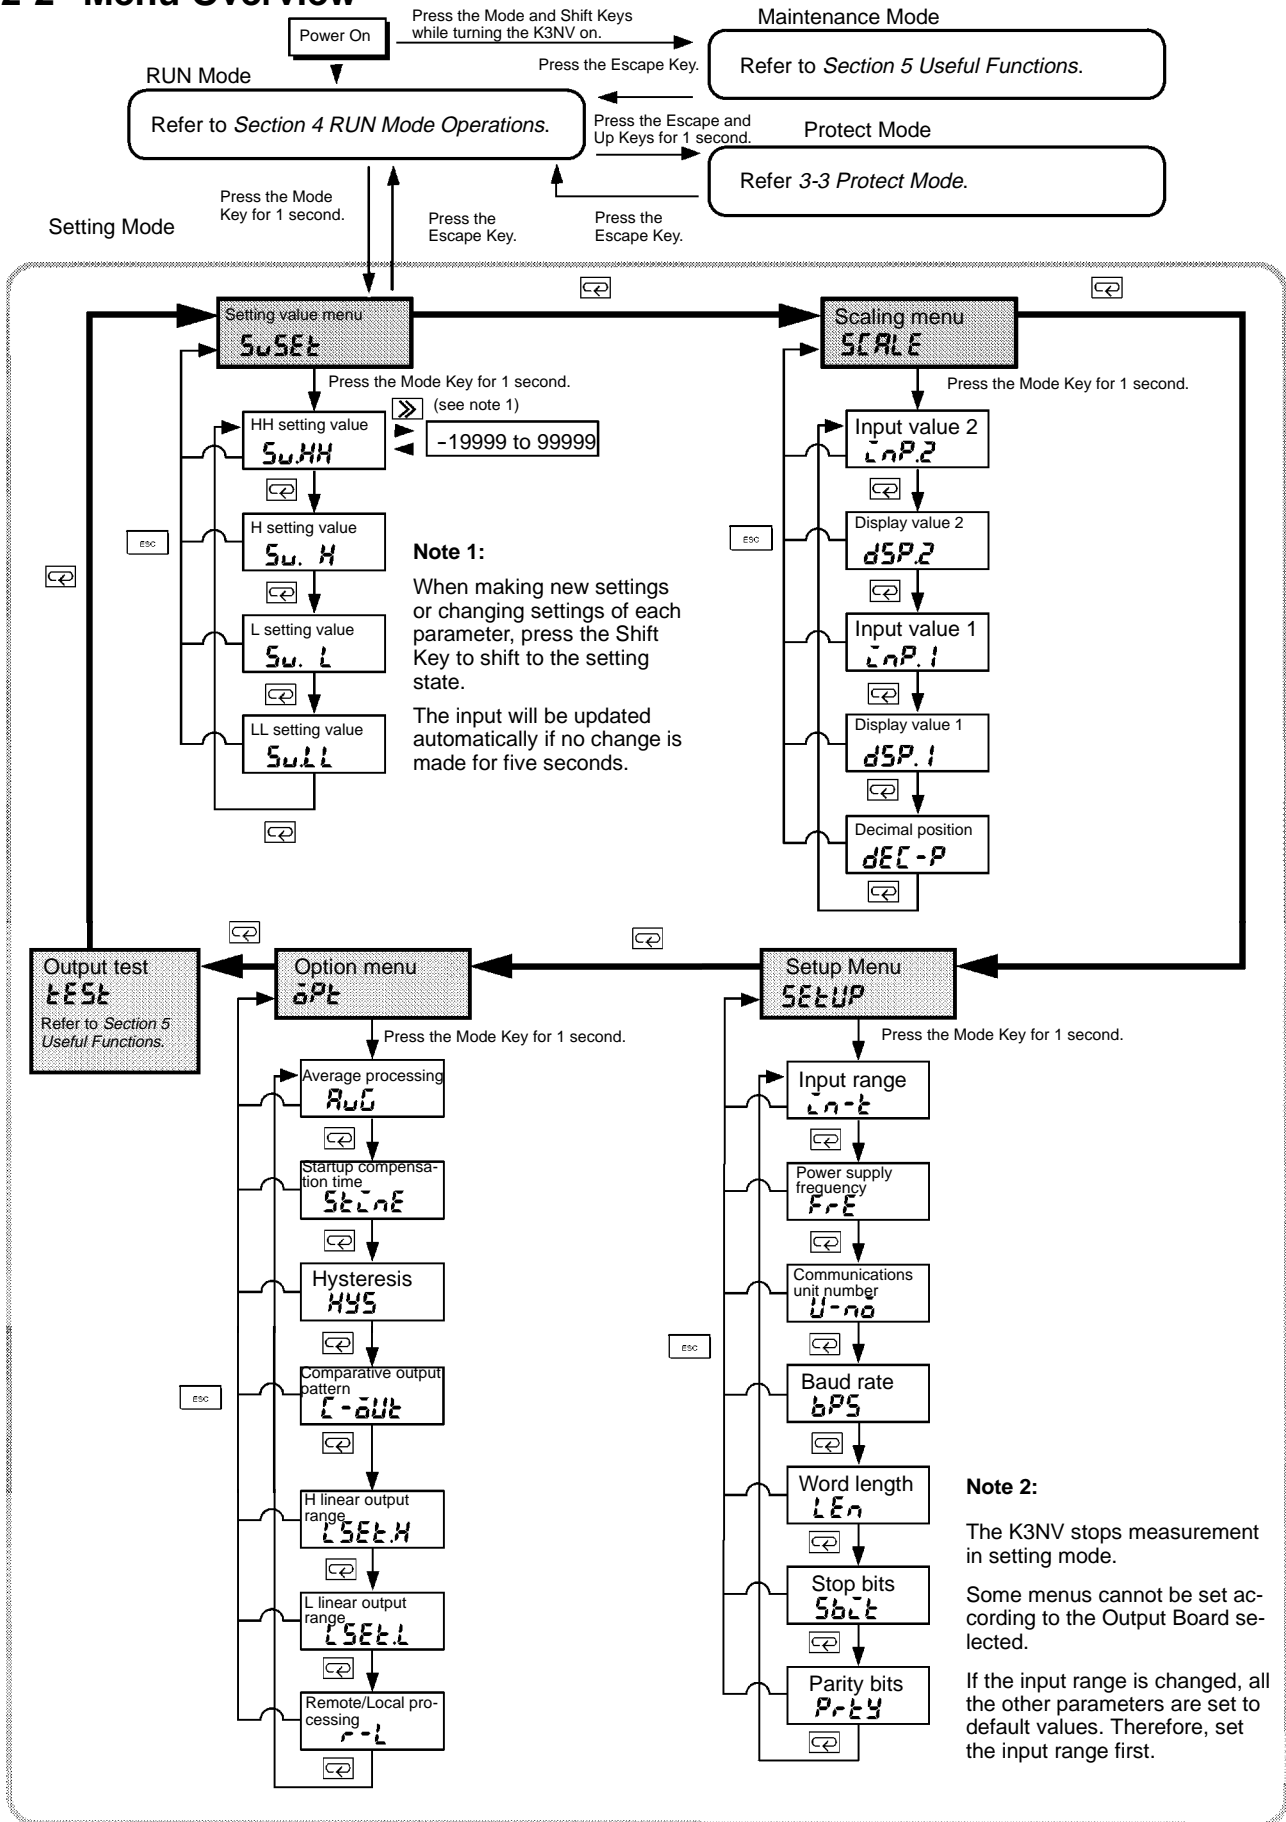 2-2 Menu Overview
Power On
Press the Mode and Shift Keys
while turning the K3NV on.
Maintenance Mode
Refer to Section 5 Useful Functions.
Press the Escape Key.
RUN Mode
Refer to Section 4 RUN Mode Operations.
Press the Escape and
Up Keys for 1 second.
Protect Mode
Refer 3-3 Protect Mode.
Press the Mode
Key for 1 second.
Press the
Escape Key.
Press the
Escape Key.
Setting Mode
Setting value menu
SvSEt
Press the Mode Key for 1 second.
HH setting value
Sv.HH
(see note 1)
−19999 to 99999
H setting value
Sv. H
L setting value
Sv. L
LL setting value
Sv.LL
ESC
Note 1:
When making new settings
or changing settings of each
parameter, press the Shift
Key to shift to the setting
state.
The input will be updated
automatically if no change is
made for five seconds.
Scaling menu
SCALE
Press the Mode Key for 1 second.
Input value 2
inP.2
Display value 2
dSP.2
Input value 1
inP.1
Display value 1
dSP.1
Decimal position
dEC-P
ESC
Output test
tESt
Refer to Section 5
Useful Functions.
Option menu
oPt
Press the Mode Key for 1 second.
Average processing
AvG
Startup compensa-
tion time
StinE
Hysteresis
HYS
Comparative output
pattern
C-oUt
H linear output
range
LSEt.H
L linear output
range
LSEt.L
Remote/Local pro-
cessing
r-L
ESC
Setup Menu
SEtUP
Press the Mode Key for 1 second.
Input range
in-t
Power supply
freguency
FrE
Communications
unit number
U-no
Baud rate
bPS
Word length
LEn
Stop bits
Sbit
Parity bits
PrtY
ESC
Note 2:
The K3NV stops measurement
in setting mode.
Some menus cannot be set ac-
cording to the Output Board se-
lected.
If the input range is changed, all
the other parameters are set to
default values. Therefore, set
the input range first.